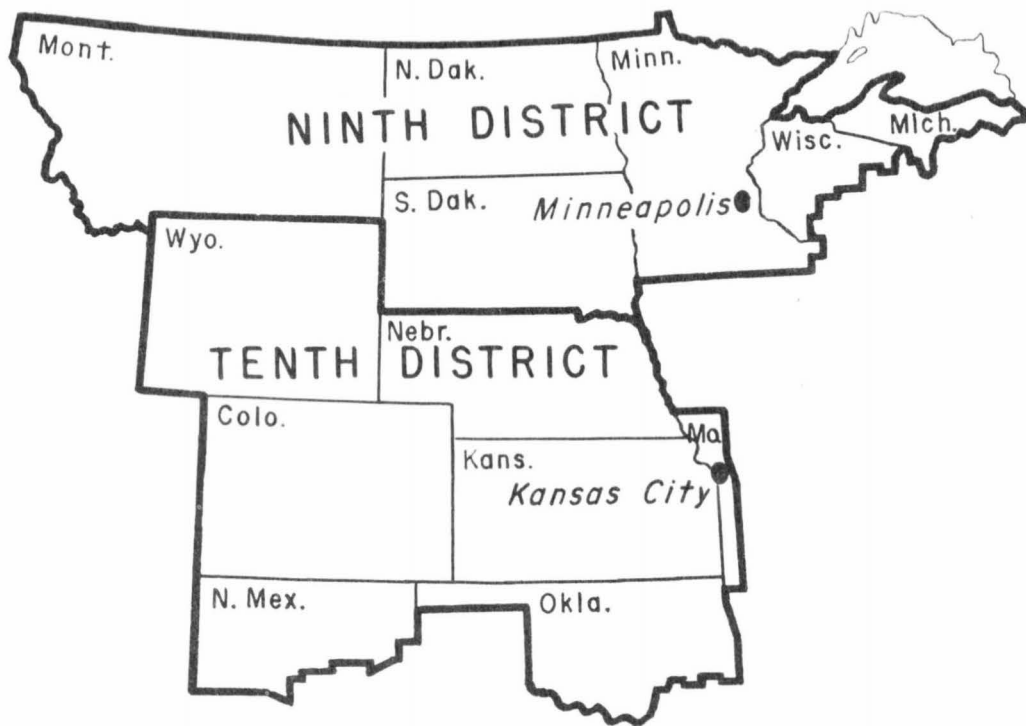 Mont.
N. Dak.
Minn.
NINTH DISTRICT
Wisc.
Mich.
S. Dak.
Minneapolis
Wyo.
Nebr.
TENTH DISTRICT
Colo.
Mo
Kans.
Kansas City
N. Mex.
Okla.